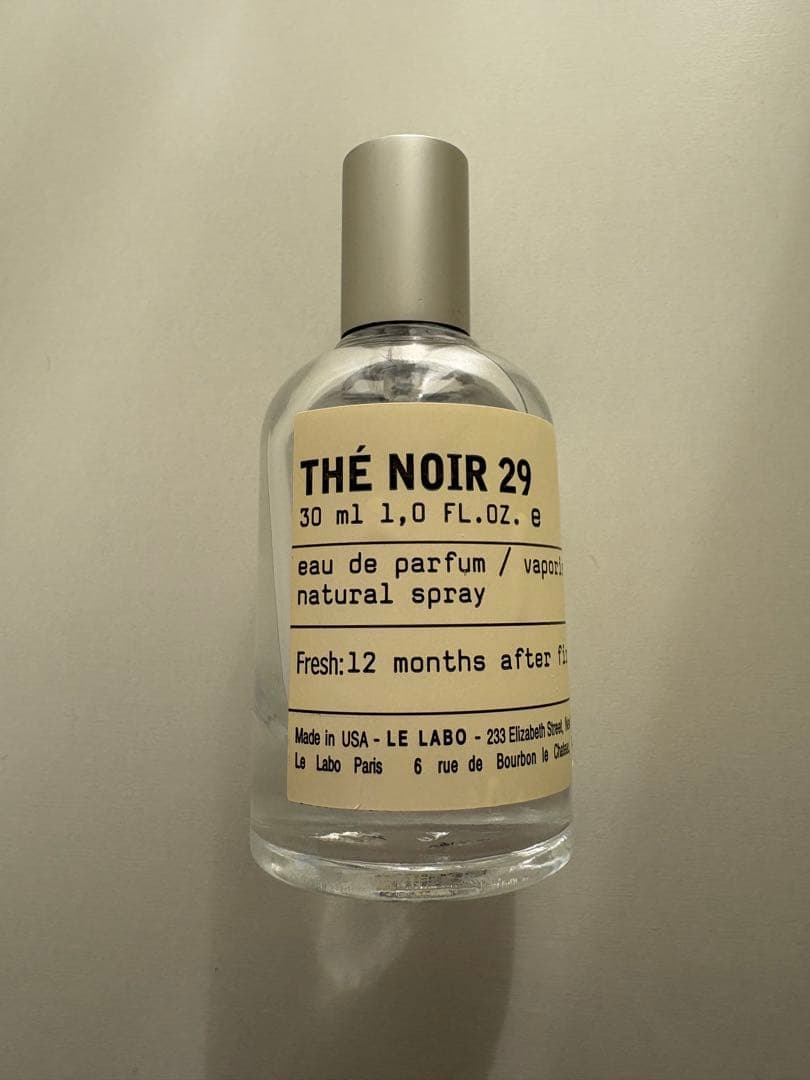 THÉ NOIR 29
30 ml 1,0 FL.OZ. e
eau de parfum / vapori
natural spray
Fresh:12 months after fi
Made in USA - LE LABO - 233 Elizabeth Street,
Le Labo Paris 6 rue de Bourbon le Chateau,